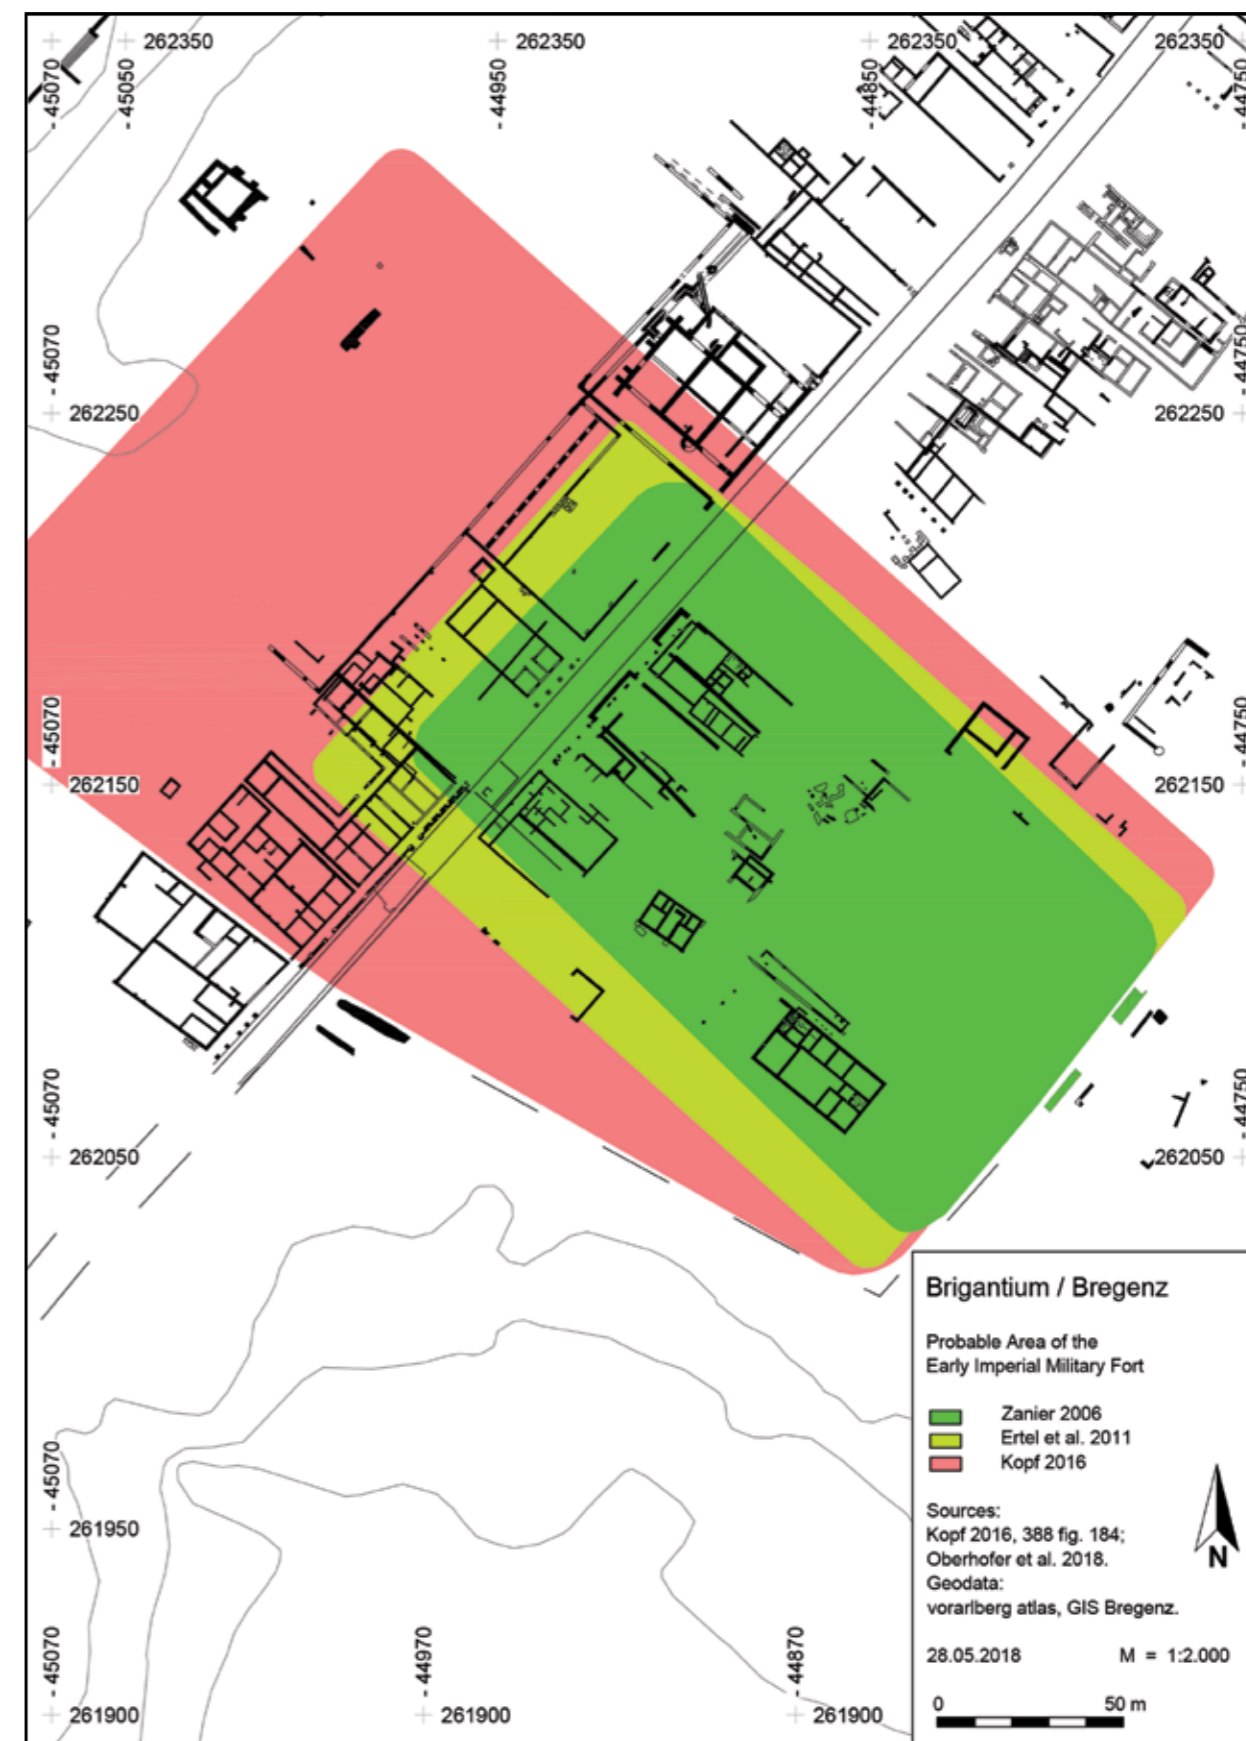 262350
262350
262350
262350
- 45070
- 45050
- 44950
- 44850
- 44750
- 45070
262250
- 44750
262250
- 45070
262150
- 44750
262150
- 45070
262050
- 44750
262050
Brigantium / Bregenz
Probable Area of the
Early Imperial Military Fort
Zanier 2006
Ertel et al. 2011
Kopf 2016
- 45070
261950
Sources:
Kopf 2016, 388 fig. 184;
Oberhofer et al. 2018.
Geodata:
vorarlberg atlas, GIS Bregenz.
N
28.05.2018 M = 1:2.000
0 50 m
- 45070
261900
- 44970
261900
- 44870
261900